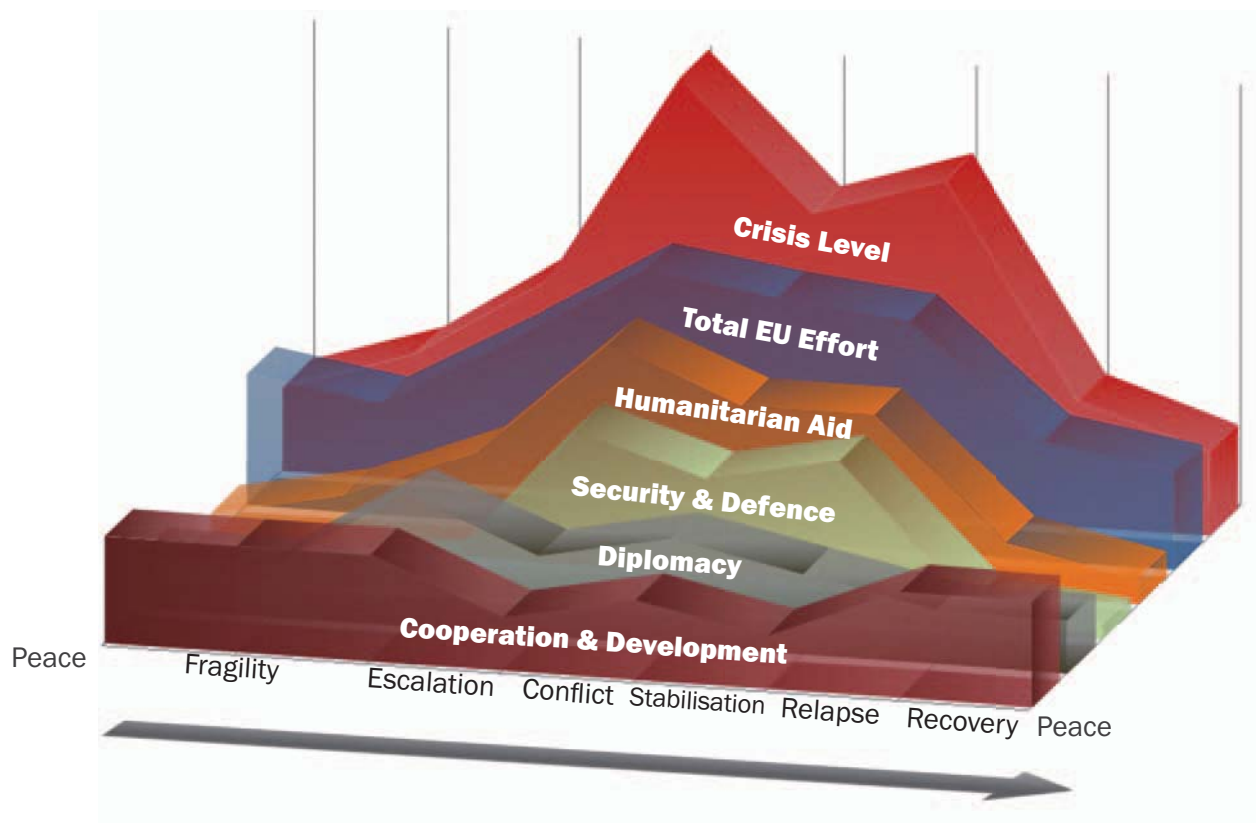 Crisis Level
Total EU Effort
Humanitarian Aid
Security & Defence
Diplomacy
Cooperation & Development
Peace
Fragility
Escalation
Conflict
Stabilisation
Relapse
Recovery
Peace